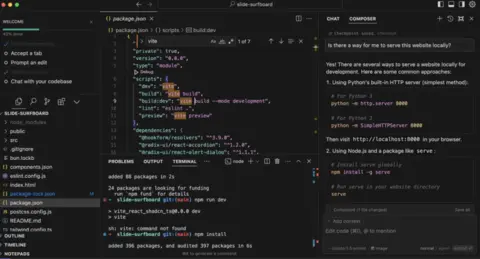 slide-surfboard
EXPLORER
WELCOME
Accept a tab
Prompt an edit
Chat with your codebase
SLIDE-SURFBOARD
node_modules
public
src
.gitignore
bun.lockb
components.json
eslint.config.js
index.html
package-lock.json
package.json
postcss.config.js
README.md
tailwind.config.ts
OUTLINE
TIMELINE
NOTEPADS
package.json
package.json > scripts > build:dev
vite
1 of 7
"private": true,
"version": "0.0.0",
"type": "module",
Debug
"scripts": {
"dev": "vite",
"build": "vite build",
"build:dev": "vite build --mode development",
"lint": "eslint .",
"preview": "vite preview"
},
"dependencies": {
"@hookform/resolvers": "^3.9.0",
"@radix-ui/react-accordion": "^1.2.0",
"@radix-ui/react-alert-dialog": "^1.1.1",
PROBLEMS
OUTPUT
TERMINAL
node
added 88 packages in 2s
24 packages are looking for funding
run `npm fund` for details
slide-surfboard git:(main) npm run dev
> vite_react_shadcn_ts@0.0.0 dev
> vite
sh: vite: command not found
slide-surfboard git:(main) npm install
added 396 packages, and audited 397 packages in 6s
⌘K to generate a command
CHAT
COMPOSER
Is there a way for me to serve this website locally?
Yes! There are several ways to serve a website locally for
development. Here are some common approaches:
1. Using Python's built-in HTTP server (simplest method):
# For Python 3
python -m http.server 8000
# For Python 2
python -m SimpleHTTPServer 8000
Then visit http://localhost:8000 in your browser.
2. Using Node.js and a package like serve :
# Install serve globally
npm install -g serve
# Run serve in your website directory
serve
Add context
Edit code (⌘I), @ to mention
normal